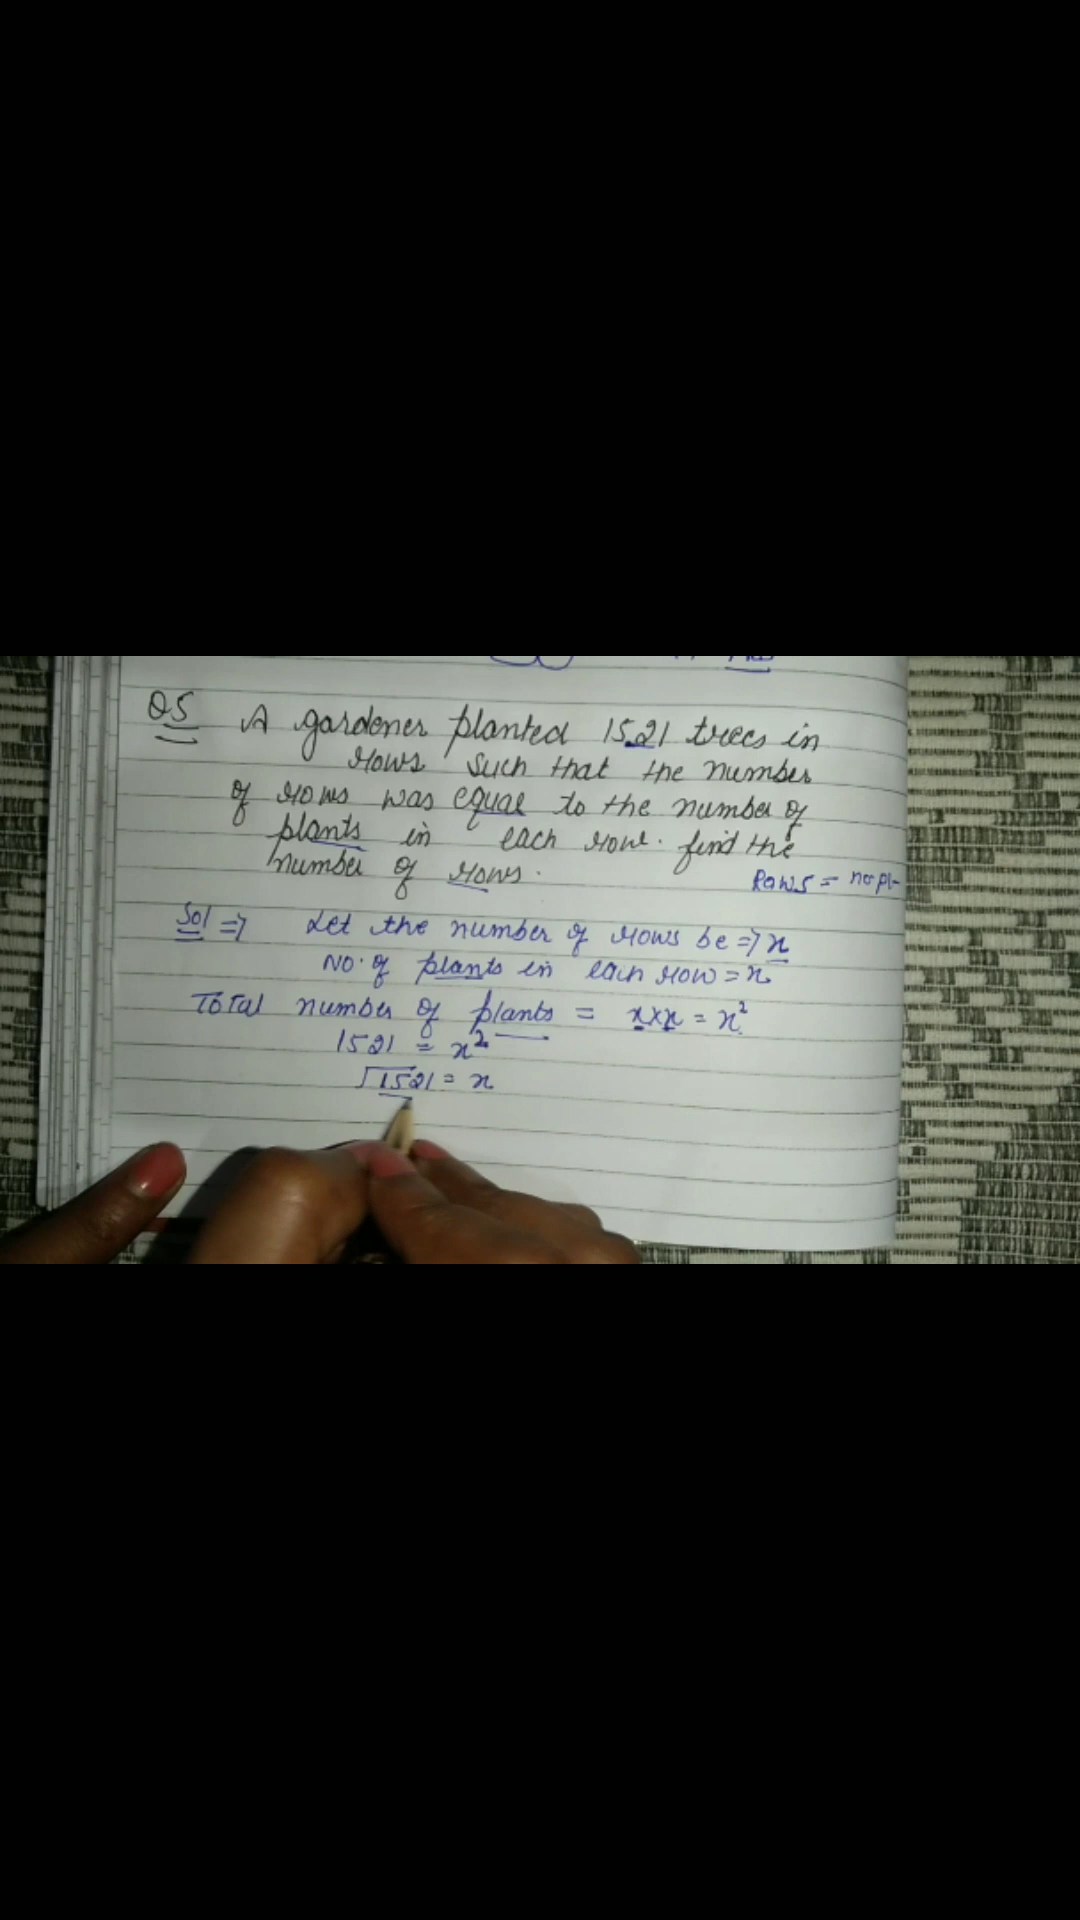 Q5 A gardener planted 1521 trees in
rows such that the number
of rows was equal to the number of
plants in each row. find the
number of rows.
Rows = no pl-
Sol => Let the number of rows be => x
No. of plants in each row = x
Total number of plants = x×x = x²
1521 = x²
√1521 = x